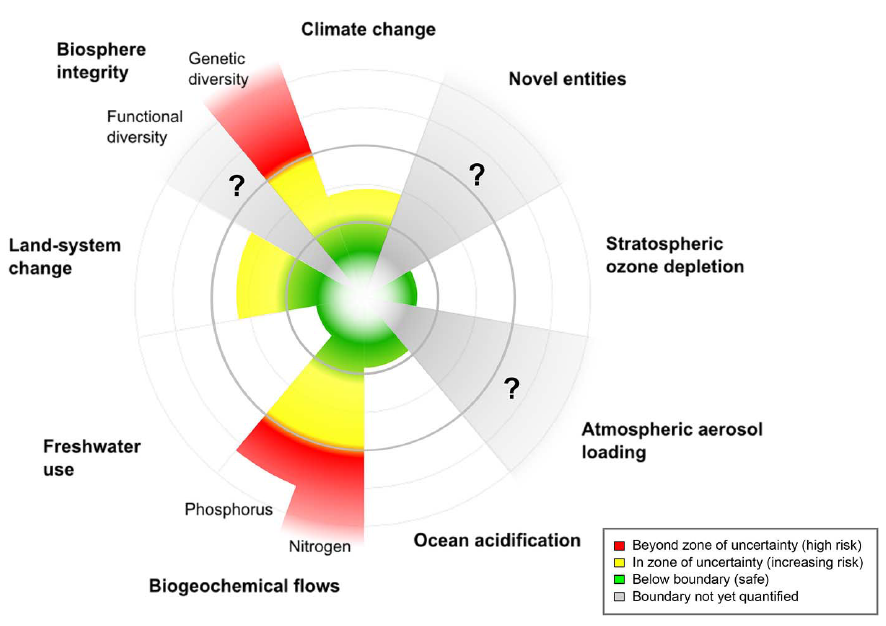 Climate change
Biosphere
integrity
Genetic
diversity
Novel entities
Functional
diversity
?
?
Land-system
change
Stratospheric
ozone depletion
?
Atmospheric aerosol
loading
Freshwater
use
Phosphorus
Ocean acidification
Nitrogen
Biogeochemical flows
Beyond zone of uncertainty (high risk)
In zone of uncertainty (increasing risk)
Below boundary (safe)
Boundary not yet quantified